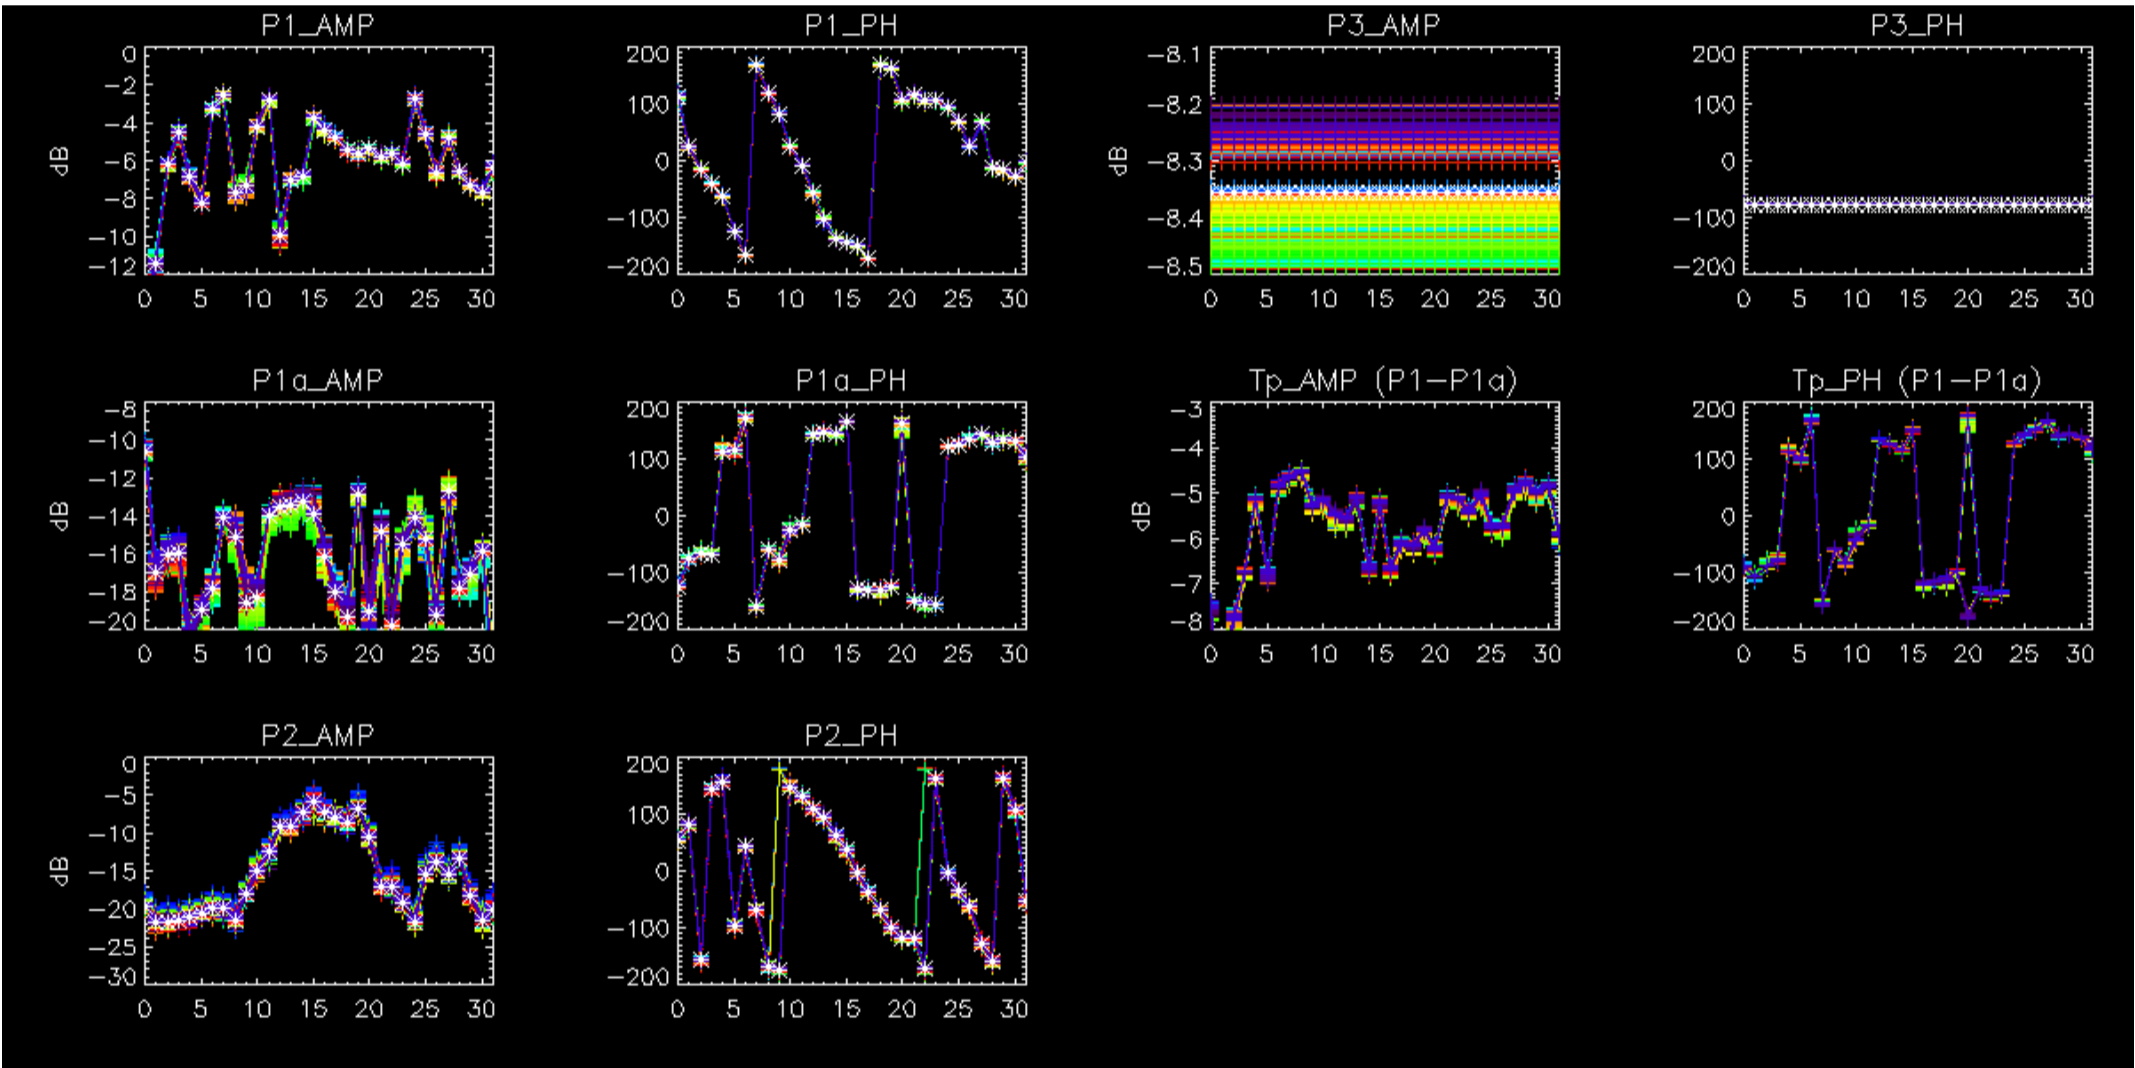 P1_AMP
0
−2
−4
−6
−8
−10
−12
dB
0 5 10 15 20 25 30
P1_PH
200
100
0
−100
−200
0 5 10 15 20 25 30
P3_AMP
−8.1
−8.2
−8.3
−8.4
−8.5
dB
0 5 10 15 20 25 30
P3_PH
200
100
0
−100
−200
0 5 10 15 20 25 30
P1a_AMP
−8
−10
−12
−14
−16
−18
−20
dB
0 5 10 15 20 25 30
P1a_PH
200
100
0
−100
−200
0 5 10 15 20 25 30
Tp_AMP (P1−P1a)
−3
−4
−5
−6
−7
−8
dB
0 5 10 15 20 25 30
Tp_PH (P1−P1a)
200
100
0
−100
−200
0 5 10 15 20 25 30
P2_AMP
0
−5
−10
−15
−20
−25
−30
dB
0 5 10 15 20 25 30
P2_PH
200
100
0
−100
−200
0 5 10 15 20 25 30